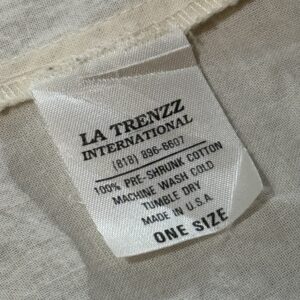 LA TRENZZ
INTERNATIONAL
(818) 896-6607
100% PRE-SHRUNK COTTON
MACHINE WASH COLD
TUMBLE DRY
MADE IN U.S.A.
ONE SIZE